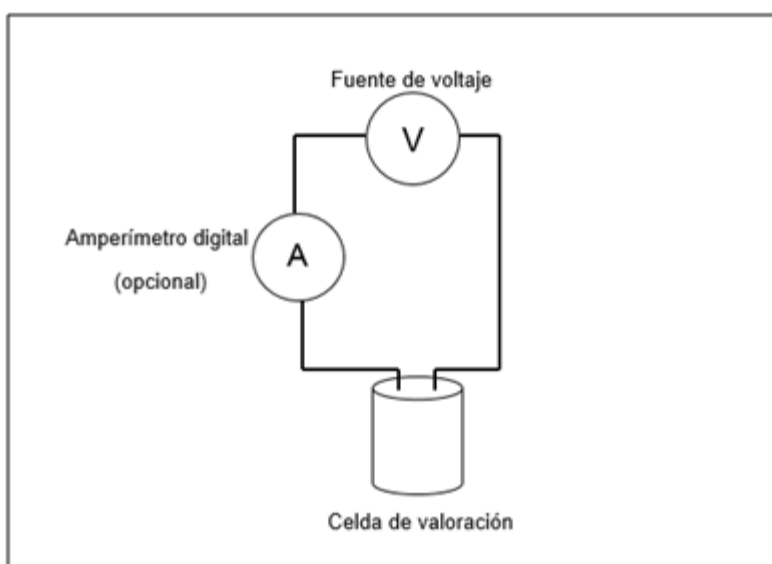 Fuente de voltaje
V
Amperímetro digital
(opcional)
A
Celda de valoración